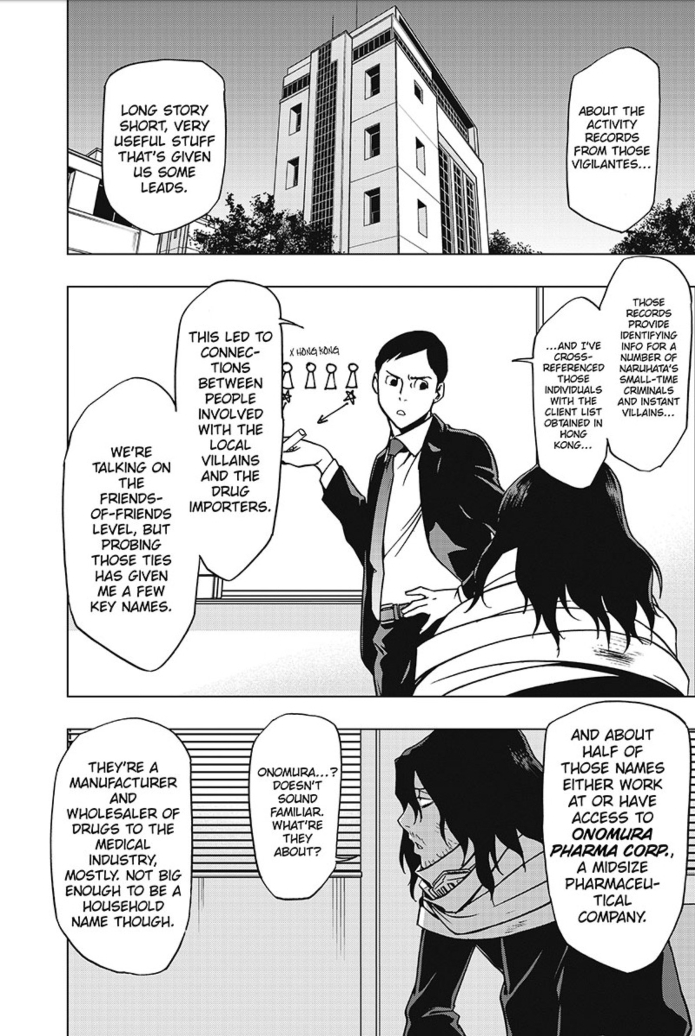 ABOUT THE
ACTIVITY
RECORDS
FROM THOSE
VIGILANTES...
LONG STORY
SHORT, VERY
USEFUL STUFF
THAT'S GIVEN
US SOME
LEADS.
THOSE
RECORDS
PROVIDE
IDENTIFYING
INFO FOR A
NUMBER OF
NARUHATA'S
SMALL-TIME
CRIMINALS
AND INSTANT
VILLAINS...
...AND I'VE
CROSS-
REFERENCED
THOSE
INDIVIDUALS
WITH THE
CLIENT LIST
OBTAINED IN
HONG
KONG...
X HONG KONG
THIS LED TO
CONNEC-
TIONS
BETWEEN
PEOPLE
INVOLVED
WITH THE
LOCAL
VILLAINS
AND THE
DRUG
IMPORTERS.
WE'RE
TALKING ON
THE
FRIENDS-
OF-FRIENDS
LEVEL, BUT
PROBING
THOSE TIES
HAS GIVEN
ME A FEW
KEY NAMES.
AND ABOUT
HALF OF
THOSE NAMES
EITHER WORK
AT OR HAVE
ACCESS TO
ONOMURA
PHARMA CORP.,
A MIDSIZE
PHARMACEU-
TICAL
COMPANY.
ONOMURA...?
DOESN'T
SOUND
FAMILIAR.
WHAT'RE
THEY
ABOUT?
THEY'RE A
MANUFACTURER
AND
WHOLESALER OF
DRUGS TO THE
MEDICAL
INDUSTRY,
MOSTLY. NOT BIG
ENOUGH TO BE A
HOUSEHOLD
NAME THOUGH.